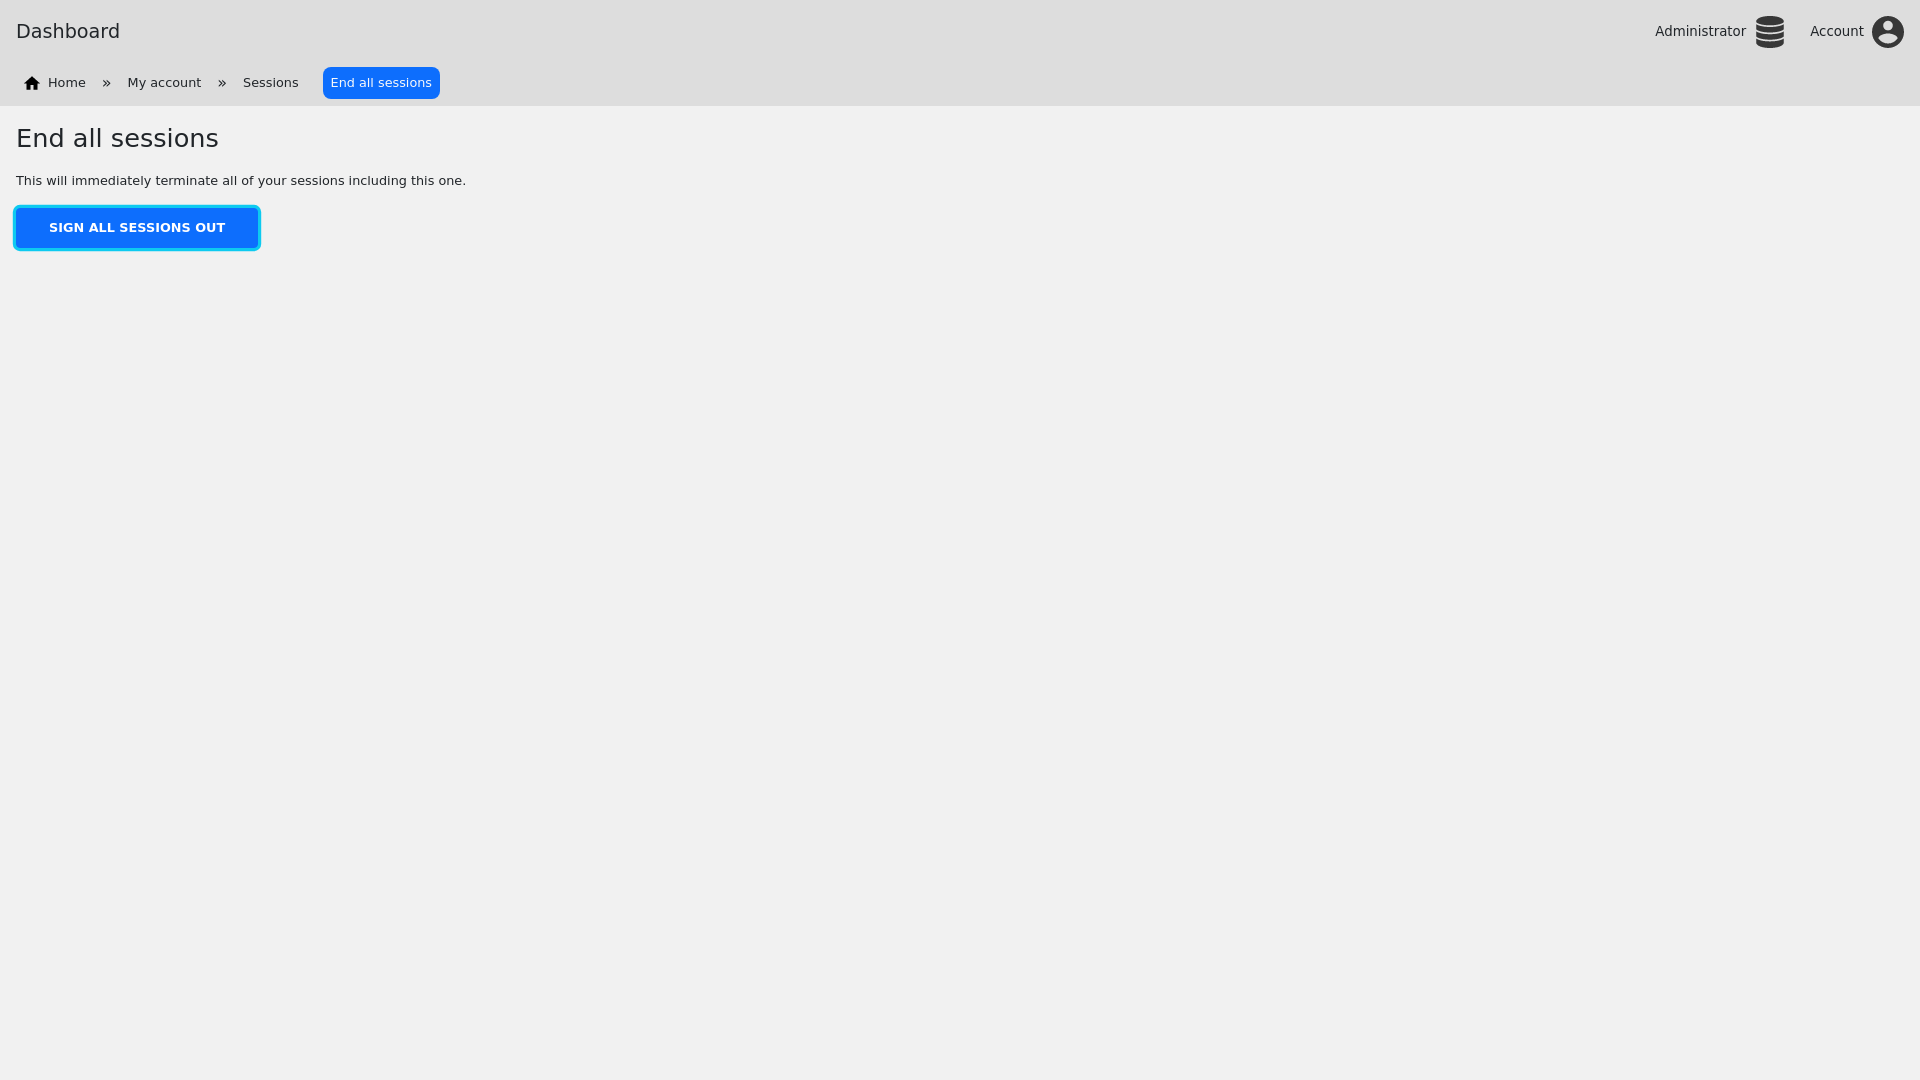 Dashboard
Administrator
Account
Home » My account » Sessions End all sessions
End all sessions
This will immediately terminate all of your sessions including this one.
SIGN ALL SESSIONS OUT